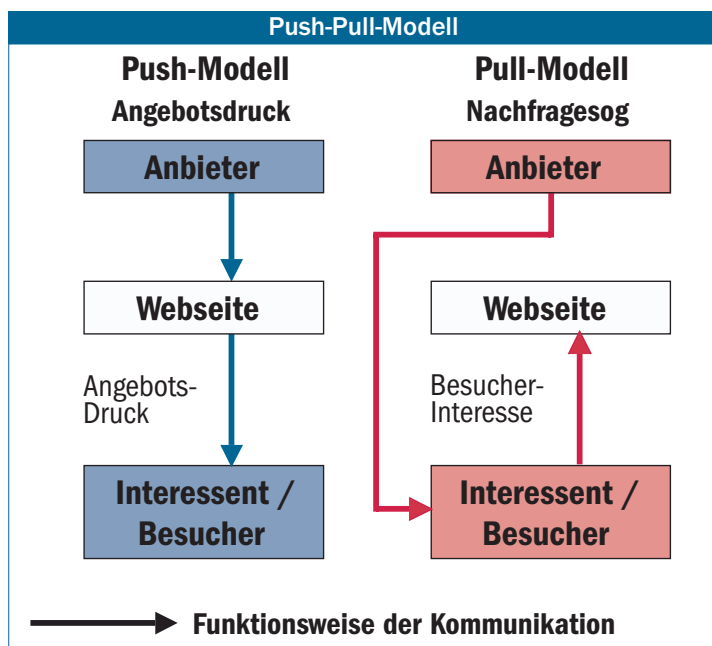 Push-Pull-Modell
Push-Modell
Angebotsdruck
Anbieter
Webseite
Angebots-
Druck
Interessent /
Besucher
Pull-Modell
Nachfragesog
Anbieter
Webseite
Besucher-
Interesse
Interessent /
Besucher
Funktionsweise der Kommunikation